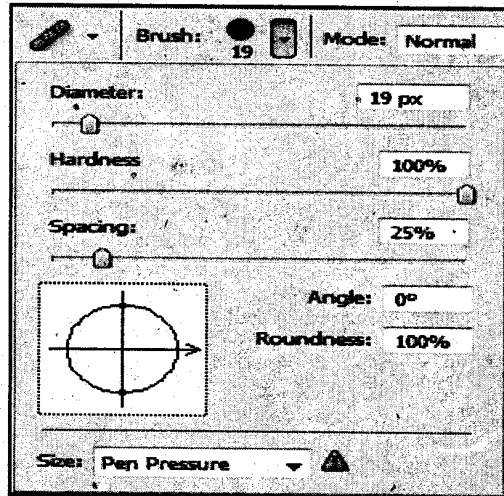 Brush: 19 Mode: Normal
Diameter: 19 px
Hardness 100%
Spacing: 25%
Angle: 0°
Roundness: 100%
Size: Pen Pressure